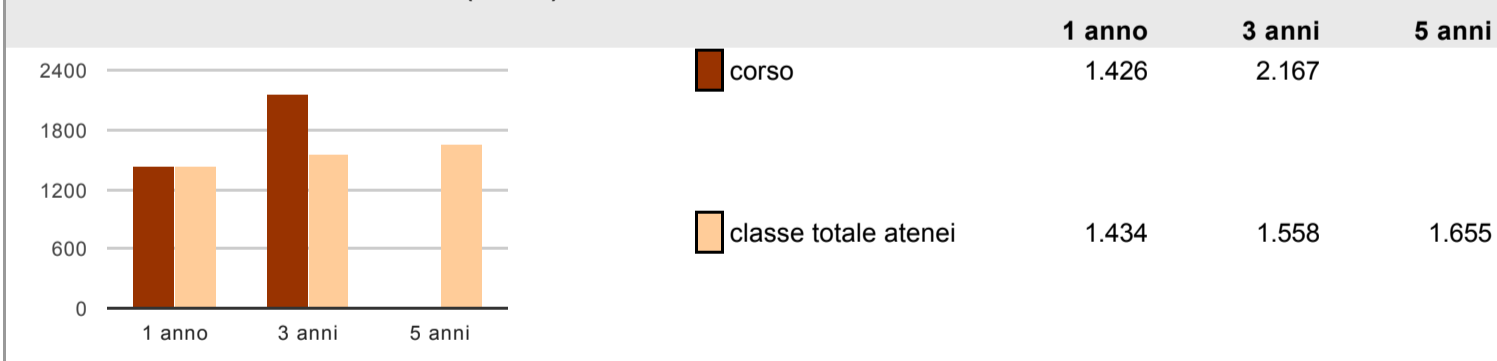 1 anno 3 anni 5 anni
2400
1800
1200
600
0
1 anno 3 anni 5 anni
corso 1.426 2.167
classe totale atenei 1.434 1.558 1.655